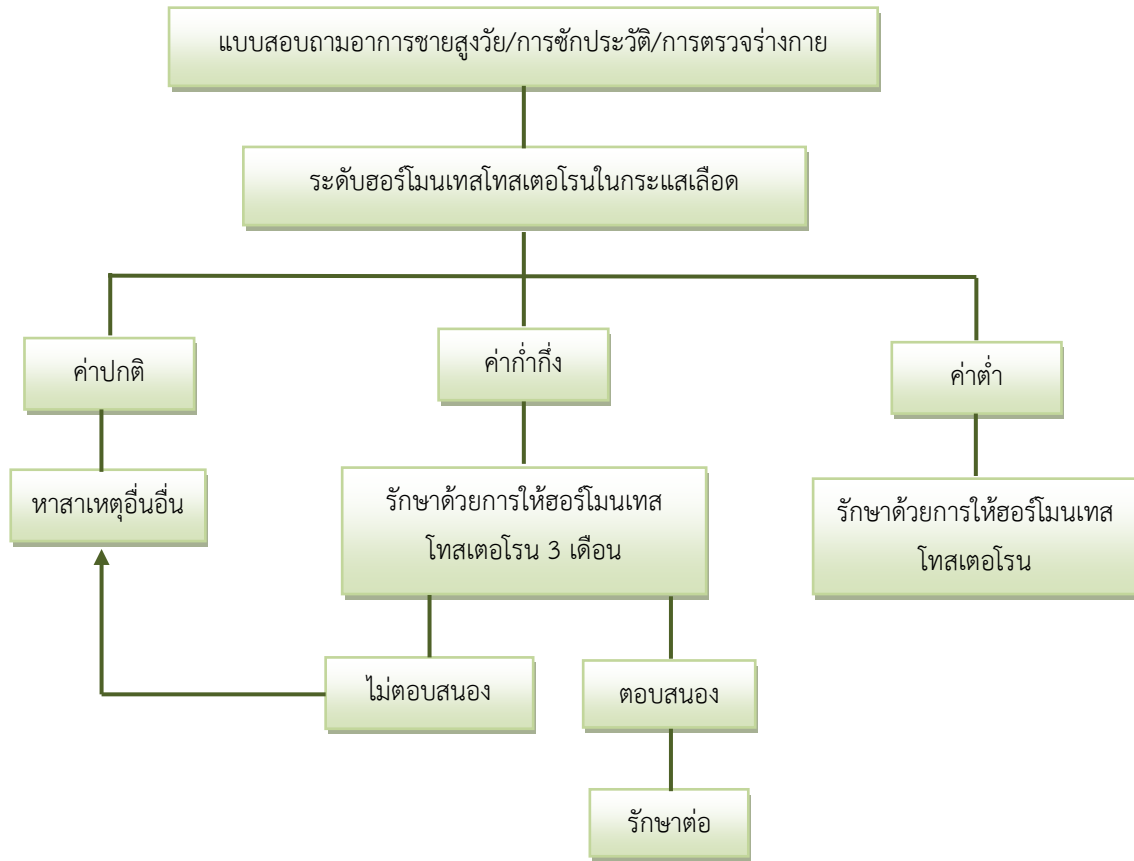 แบบสอบถามอาการชายสูงวัย/การซักประวัติ/การตรวจร่างกาย
ระดับฮอร์โมนเทสโทสเตอโรนในกระแสเลือด
ค่าปกติ
ค่าก่ำกึ่ง
ค่าต่ำ
หาสาเหตุอื่นอื่น
รักษาด้วยการให้ฮอร์โมนเทส
โทสเตอโรน 3 เดือน
รักษาด้วยการให้ฮอร์โมนเทส
โทสเตอโรน
ไม่ตอบสนอง
ตอบสนอง
รักษาต่อ